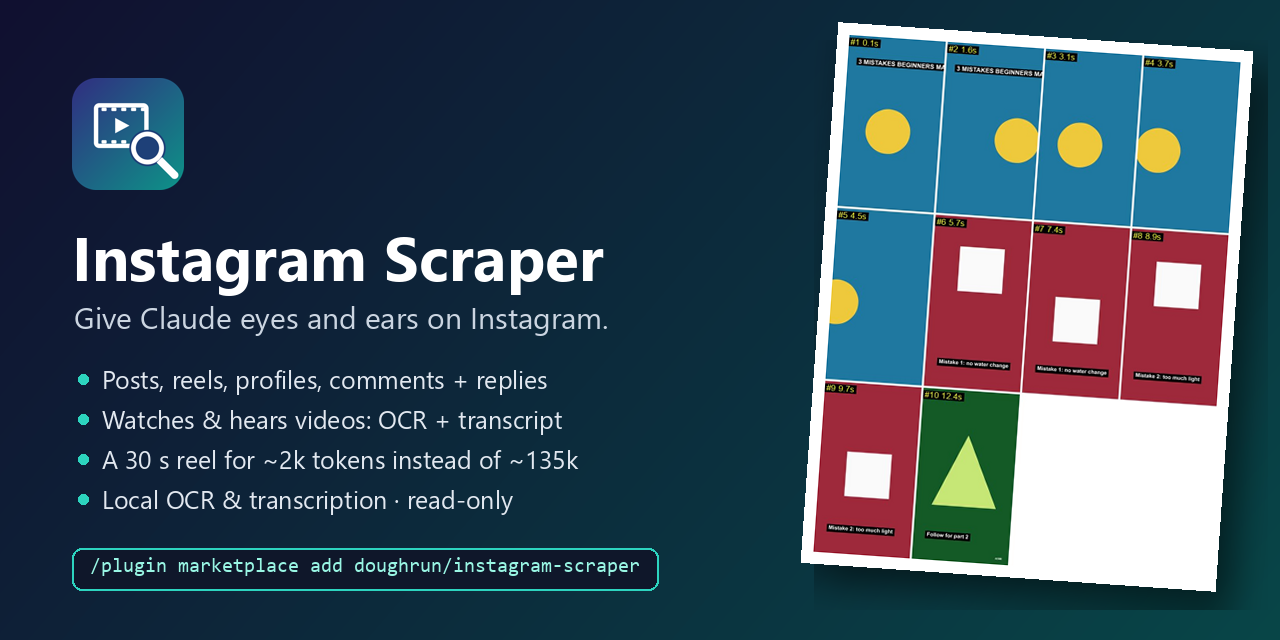 Instagram Scraper
Give Claude eyes and ears on Instagram.
Posts, reels, profiles, comments + replies
Watches & hears videos: OCR + transcript
A 30 s reel for ~2k tokens instead of ~135k
Local OCR & transcription · read-only
/plugin marketplace add doughrun/instagram-scraper
#1 0.1s
3 MISTAKES BEGINNERS MA
#2 1.6s
3 MISTAKES BEGINNERS MA
#3 3.1s
#4 3.7s
#5 4.5s
#6 5.7s
Mistake 1: no water change
#7 7.4s
Mistake 1: no water change
#8 8.9s
Mistake 2: too much light
#9 9.7s
Mistake 2: too much light
#10 12.4s
Follow for part 2